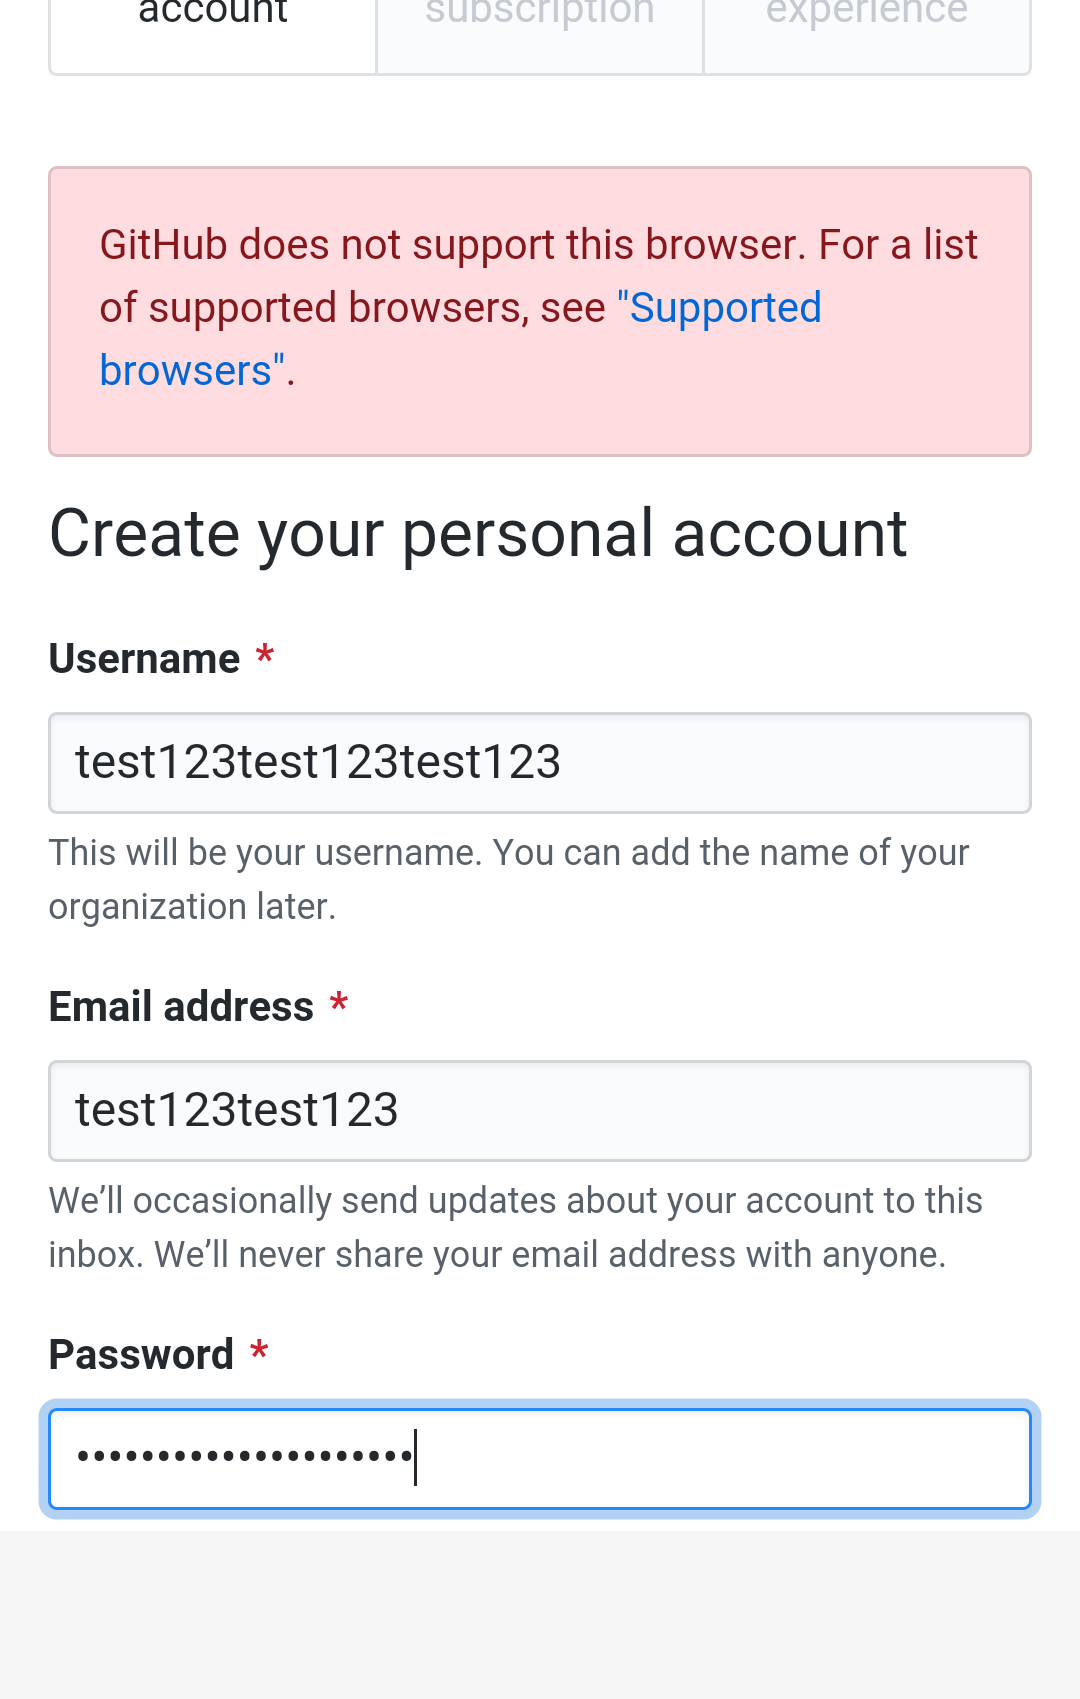 account subscription experience
GitHub does not support this browser. For a list
of supported browsers, see "Supported
browsers".
Create your personal account
Username *
test123test123test123
This will be your username. You can add the name of your
organization later.
Email address *
test123test123
We’ll occasionally send updates about your account to this
inbox. We’ll never share your email address with anyone.
Password *
•••••••••••••••••••••